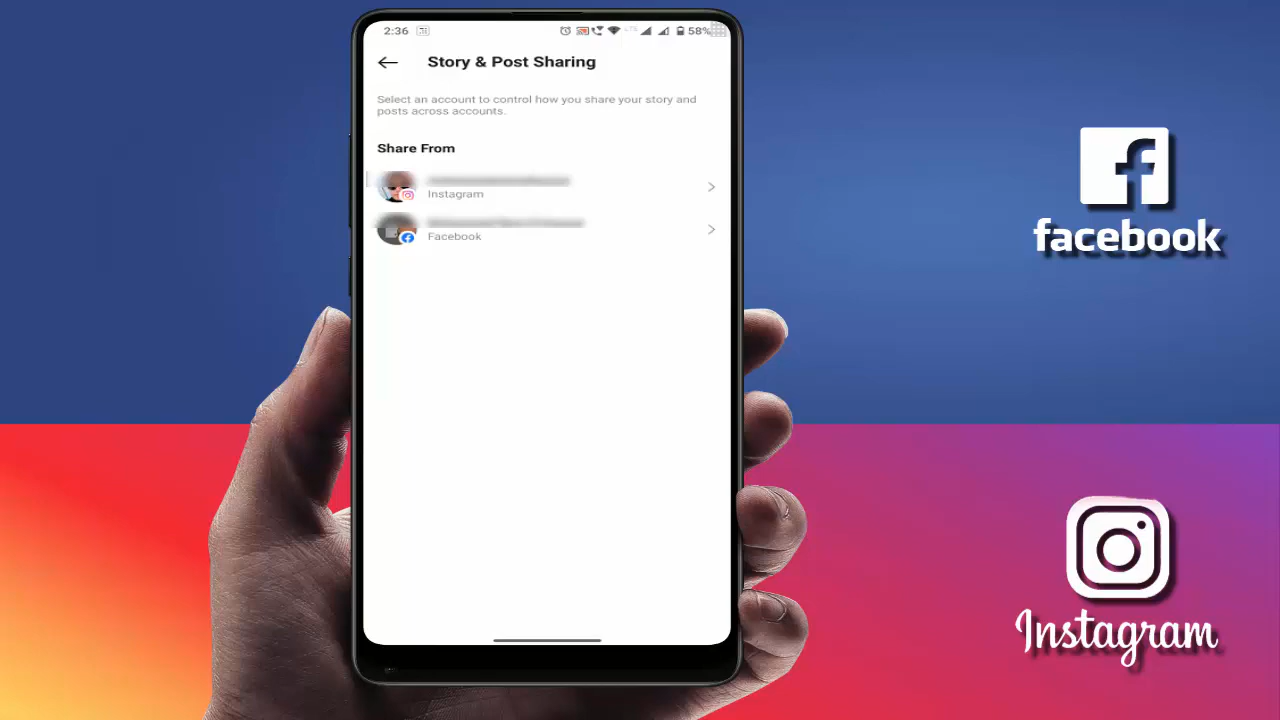 2:36
58%
Story & Post Sharing
Select an account to control how you share your story and
posts across accounts.
Share From
Instagram
Facebook
facebook
Instagram